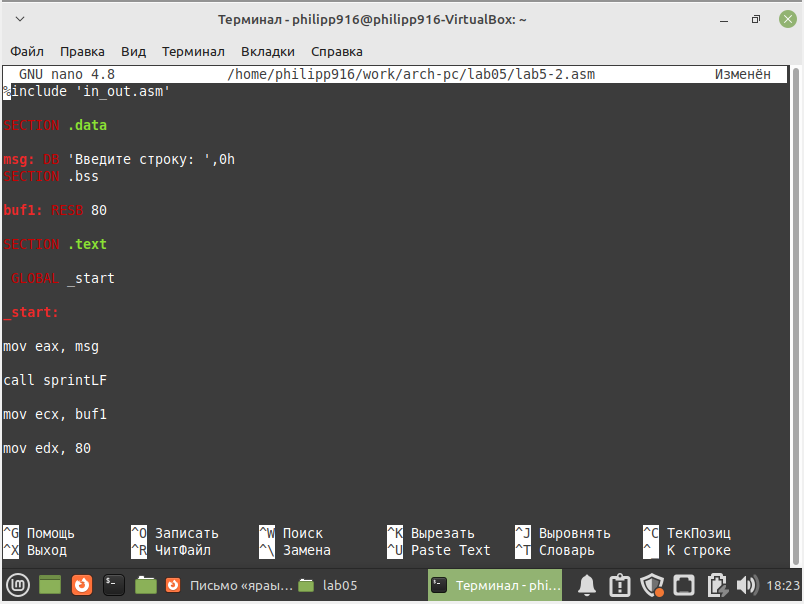 Терминал - philipp916@philipp916-VirtualBox: ~
Файл Правка Вид Терминал Вкладки Справка
GNU nano 4.8 /home/philipp916/work/arch-pc/lab05/lab5-2.asm Изменён
%include 'in_out.asm'
SECTION .data
msg: DB 'Введите строку: ',0h
SECTION .bss
buf1: RESB 80
SECTION .text
GLOBAL _start
_start:
mov eax, msg
call sprintLF
mov ecx, buf1
mov edx, 80
^G Помощь ^O Записать ^W Поиск ^K Вырезать ^J Выровнять ^C ТекПозиц
^X Выход ^R ЧитФайл ^\ Замена ^U Paste Text ^T Словарь ^_ К строке
Письмо «яраы... lab05 Терминал - phi... 18:23